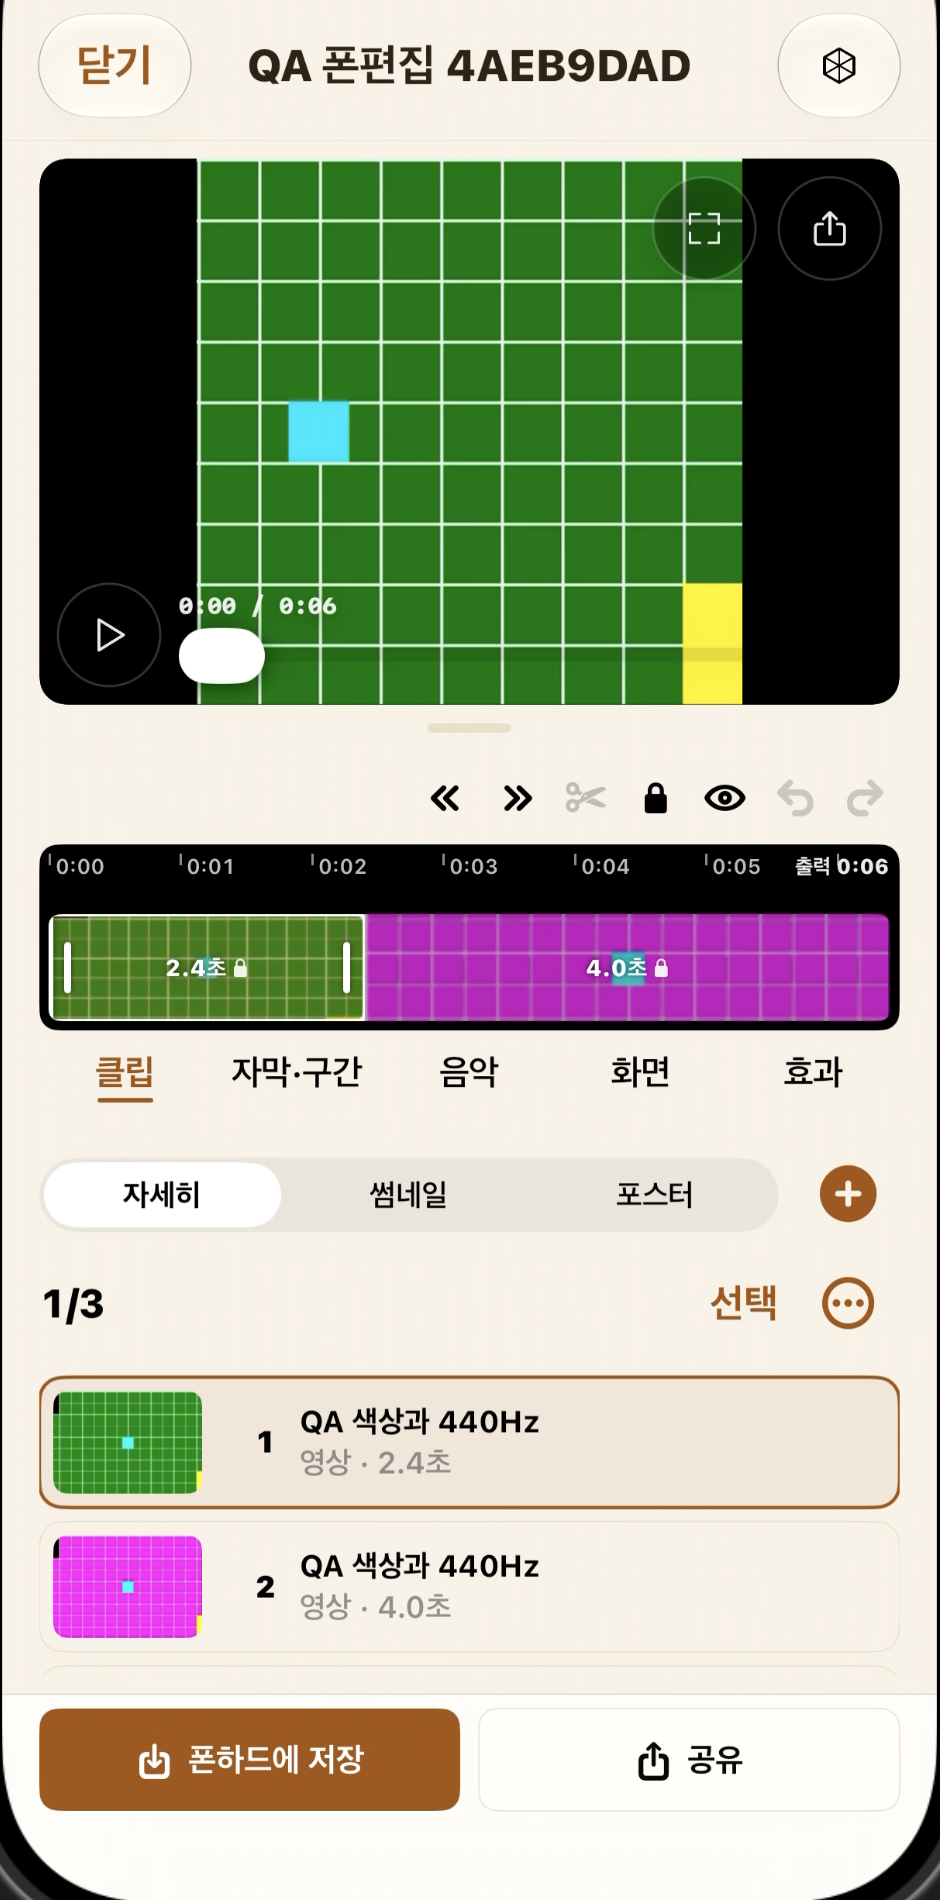 닫기
QA 폰편집 4AEB9DAD
0:00 / 0:06
0:00 0:01 0:02 0:03 0:04 0:05 출력 0:06
2.4초 4.0초
클립 자막·구간 음악 화면 효과
자세히 썸네일 포스터
1/3 선택
1 QA 색상과 440Hz
영상 · 2.4초
2 QA 색상과 440Hz
영상 · 4.0초
폰하드에 저장 공유